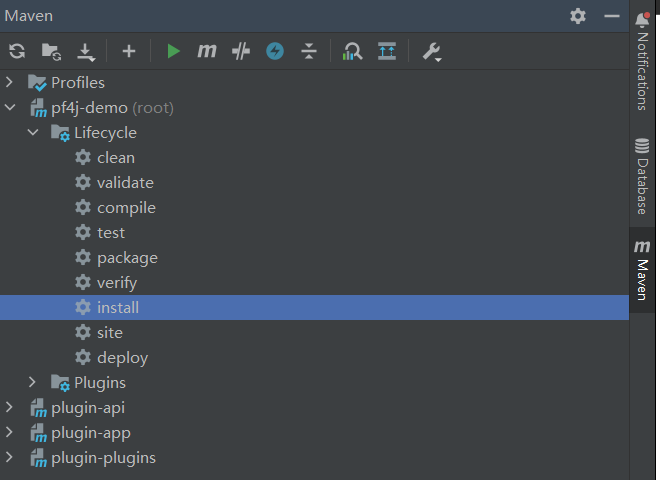 Maven
Profiles
pf4j-demo (root)
Lifecycle
clean
validate
compile
test
package
verify
install
site
deploy
Plugins
plugin-api
plugin-app
plugin-plugins
Notifications
Database
Maven